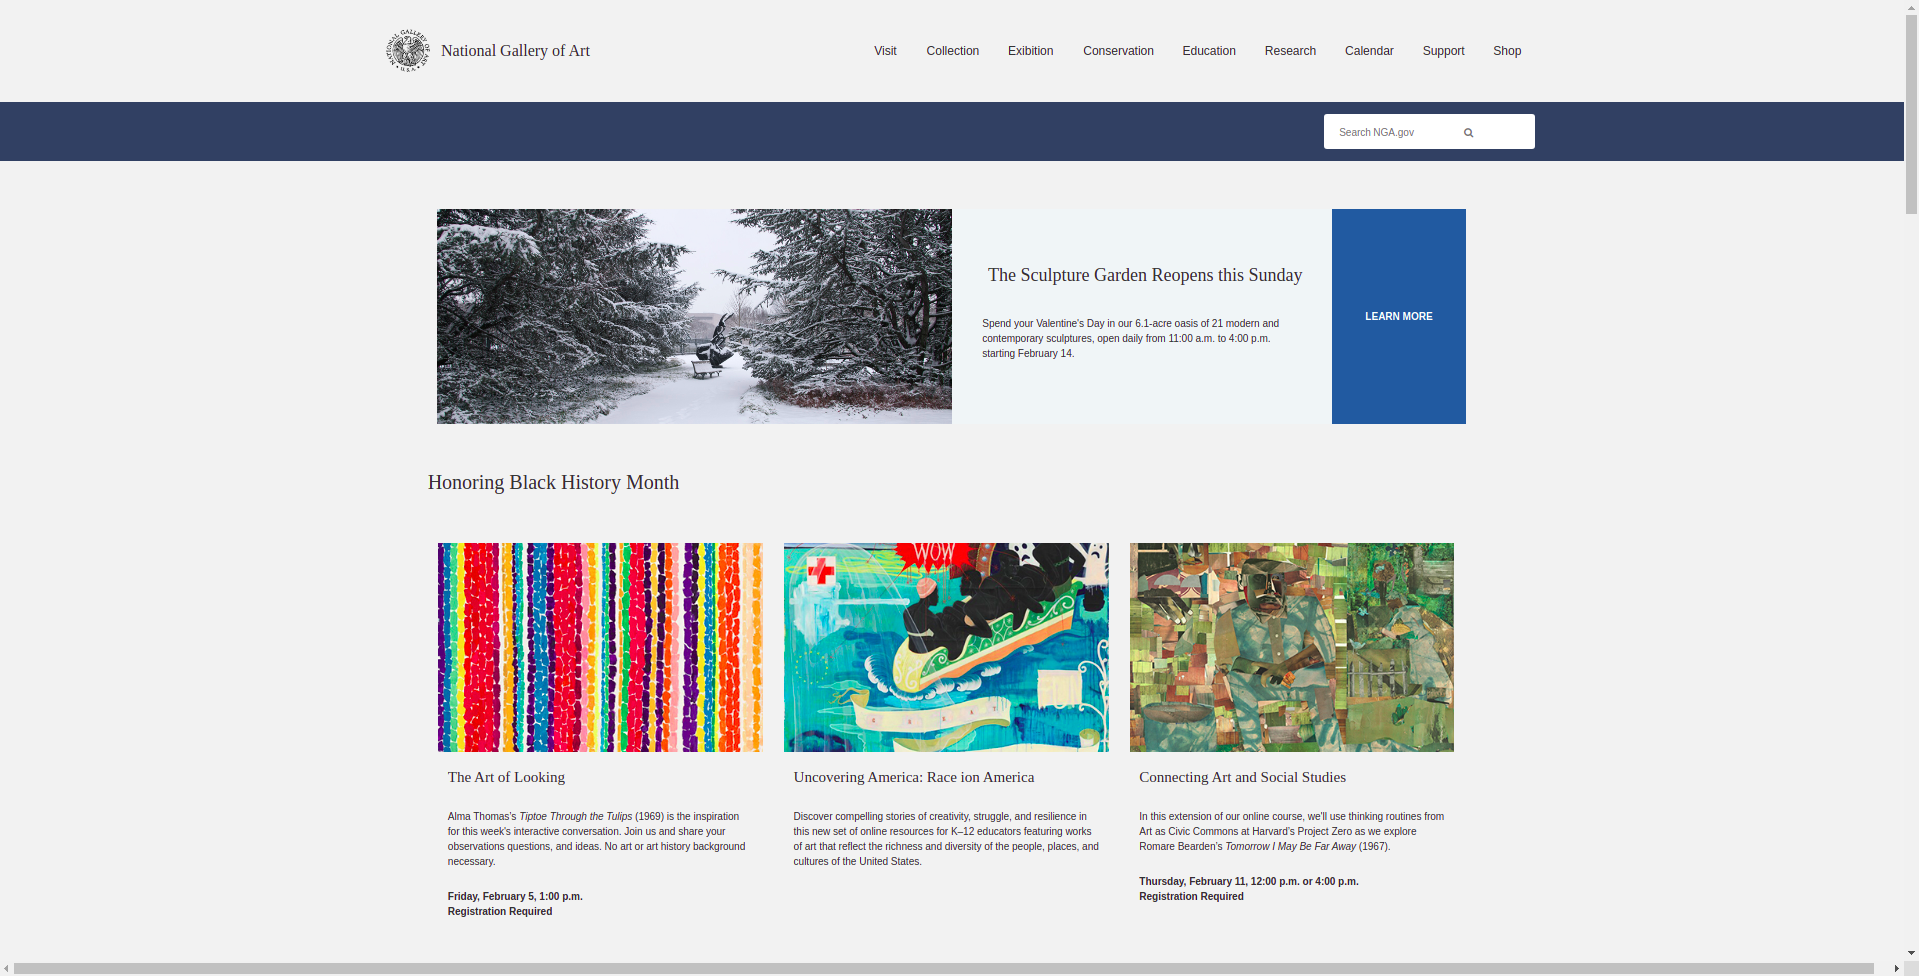 National Gallery of Art
Visit Collection Exibition Conservation Education Research Calendar Support Shop
Search NGA.gov
The Sculpture Garden Reopens this Sunday
Spend your Valentine's Day in our 6.1-acre oasis of 21 modern and
contemporary sculptures, open daily from 11:00 a.m. to 4:00 p.m.
starting February 14.
LEARN MORE
Honoring Black History Month
WOW
The Art of Looking
Alma Thomas's Tiptoe Through the Tulips (1969) is the inspiration
for this week's interactive conversation. Join us and share your
observations questions, and ideas. No art or art history background
necessary.
Friday, February 5, 1:00 p.m.
Registration Required
Uncovering America: Race ion America
Discover compelling stories of creativity, struggle, and resilience in
this new set of online resources for K–12 educators featuring works
of art that reflect the richness and diversity of the people, places, and
cultures of the United States.
Connecting Art and Social Studies
In this extension of our online course, we'll use thinking routines from
Art as Civic Commons at Harvard's Project Zero as we explore
Romare Bearden's Tomorrow I May Be Far Away (1967).
Thursday, February 11, 12:00 p.m. or 4:00 p.m.
Registration Required